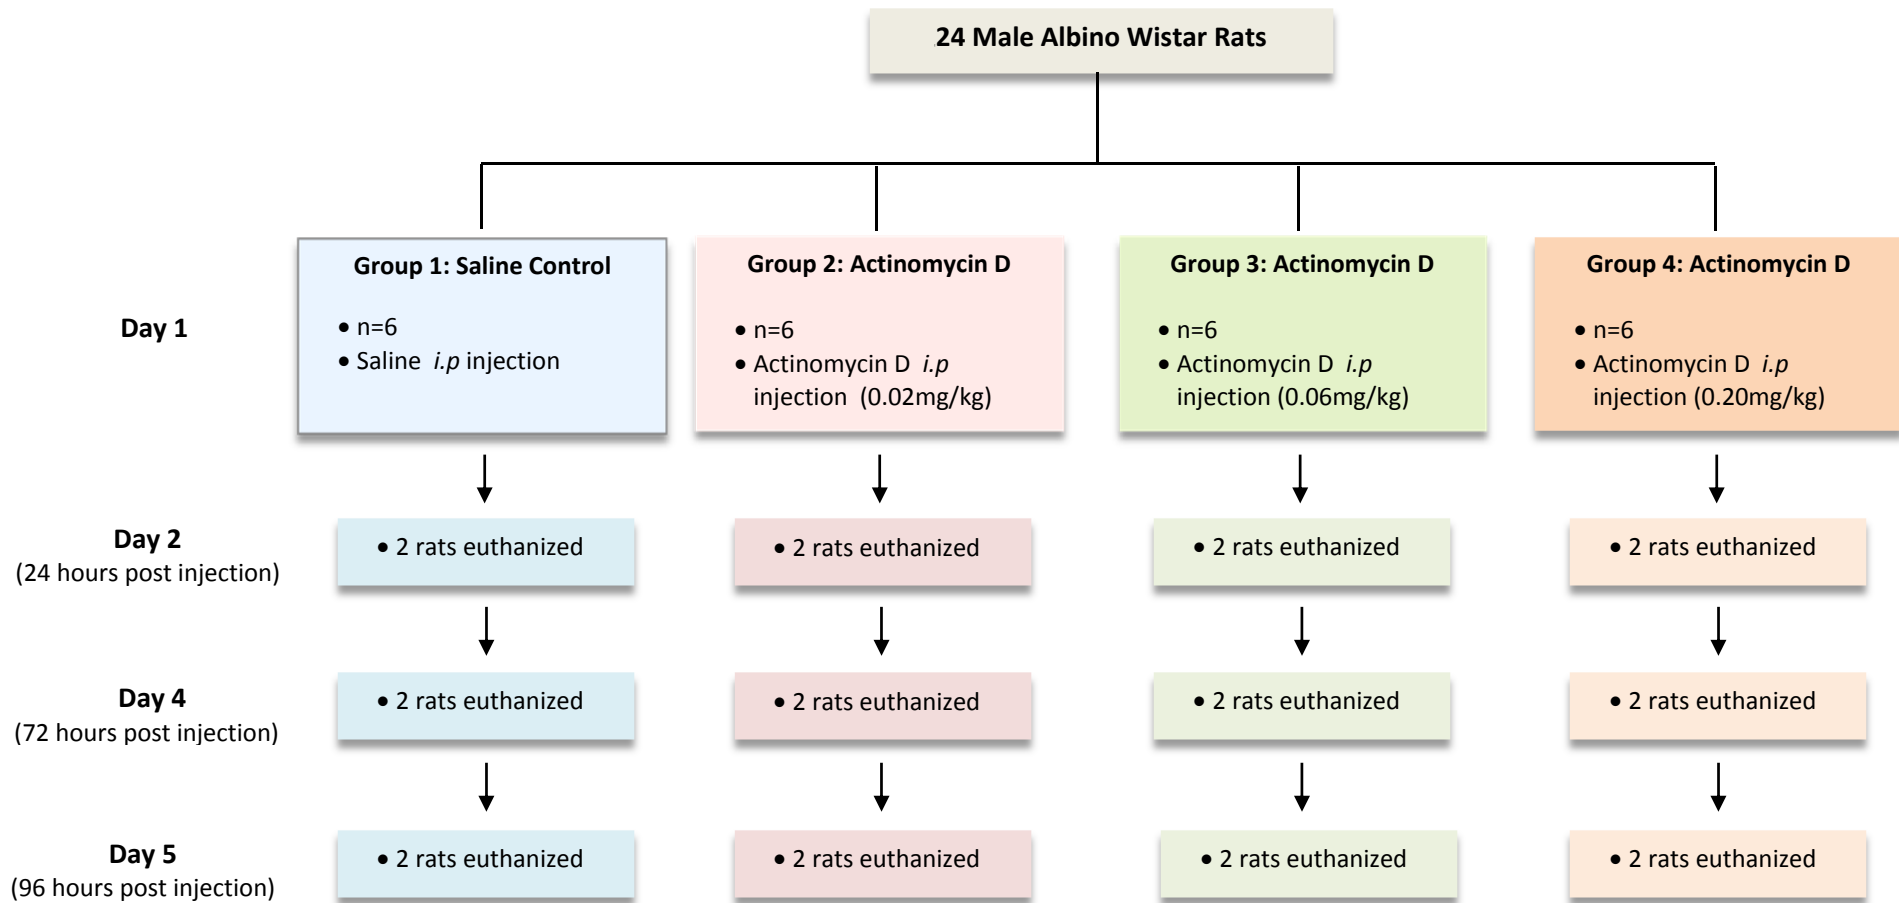 24 Male Albino Wistar Rats
Day 1
Group 1: Saline Control
• n=6
• Saline i.p injection
Group 2: Actinomycin D
• n=6
• Actinomycin D i.p
injection (0.02mg/kg)
Group 3: Actinomycin D
• n=6
• Actinomycin D i.p
injection (0.06mg/kg)
Group 4: Actinomycin D
• n=6
• Actinomycin D i.p
injection (0.20mg/kg)
Day 2
(24 hours post injection)
• 2 rats euthanized
• 2 rats euthanized
• 2 rats euthanized
• 2 rats euthanized
Day 4
(72 hours post injection)
• 2 rats euthanized
• 2 rats euthanized
• 2 rats euthanized
• 2 rats euthanized
Day 5
(96 hours post injection)
• 2 rats euthanized
• 2 rats euthanized
• 2 rats euthanized
• 2 rats euthanized